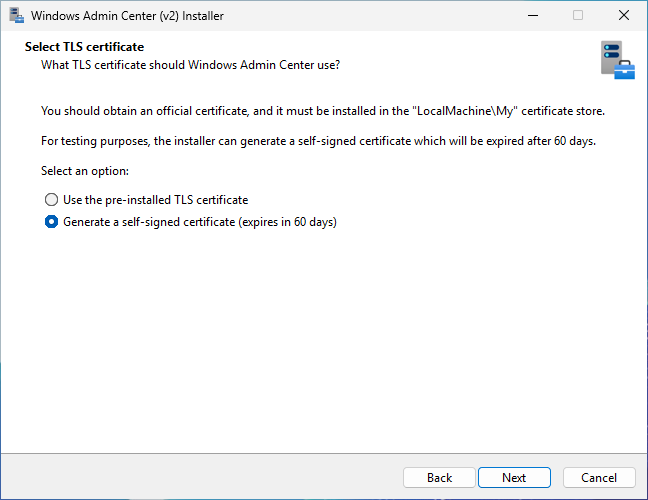 Windows Admin Center (v2) Installer
Select TLS certificate
What TLS certificate should Windows Admin Center use?
You should obtain an official certificate, and it must be installed in the "LocalMachine\My" certificate store.
For testing purposes, the installer can generate a self-signed certificate which will be expired after 60 days.
Select an option:
Use the pre-installed TLS certificate
Generate a self-signed certificate (expires in 60 days)
Back Next Cancel